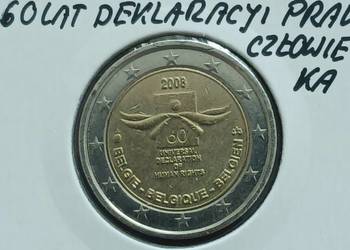 60 LAT DEKLARACYI PRAW
CZŁOWIE
KA
2008
60
UNIVERSAL
DECLARATION
OF
HUMAN RIGHTS
BELGIE - BELGIQUE - BELGIEN